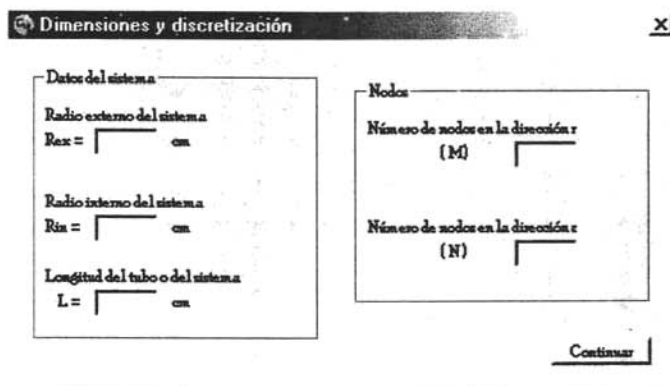 Dimensiones y discretización
Datos del sistema
Radio externo del sistema
Rex = cm
Radio interno del sistema
Rin = cm
Longitud del tubo o del sistema
L = cm
Nodos
Número de nodos en la dirección r
(M)
Número de nodos en la dirección z
(N)
Continuar